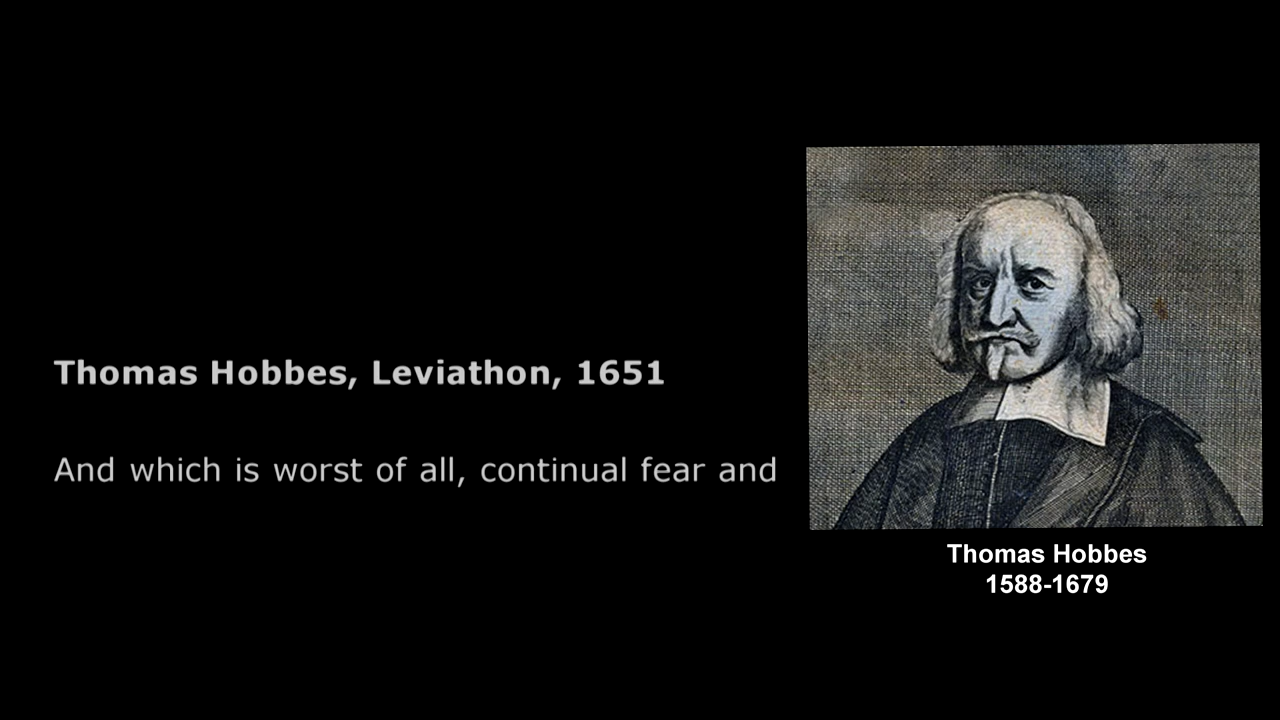 Thomas Hobbes, Leviathon, 1651
And which is worst of all, continual fear and
Thomas Hobbes
1588-1679